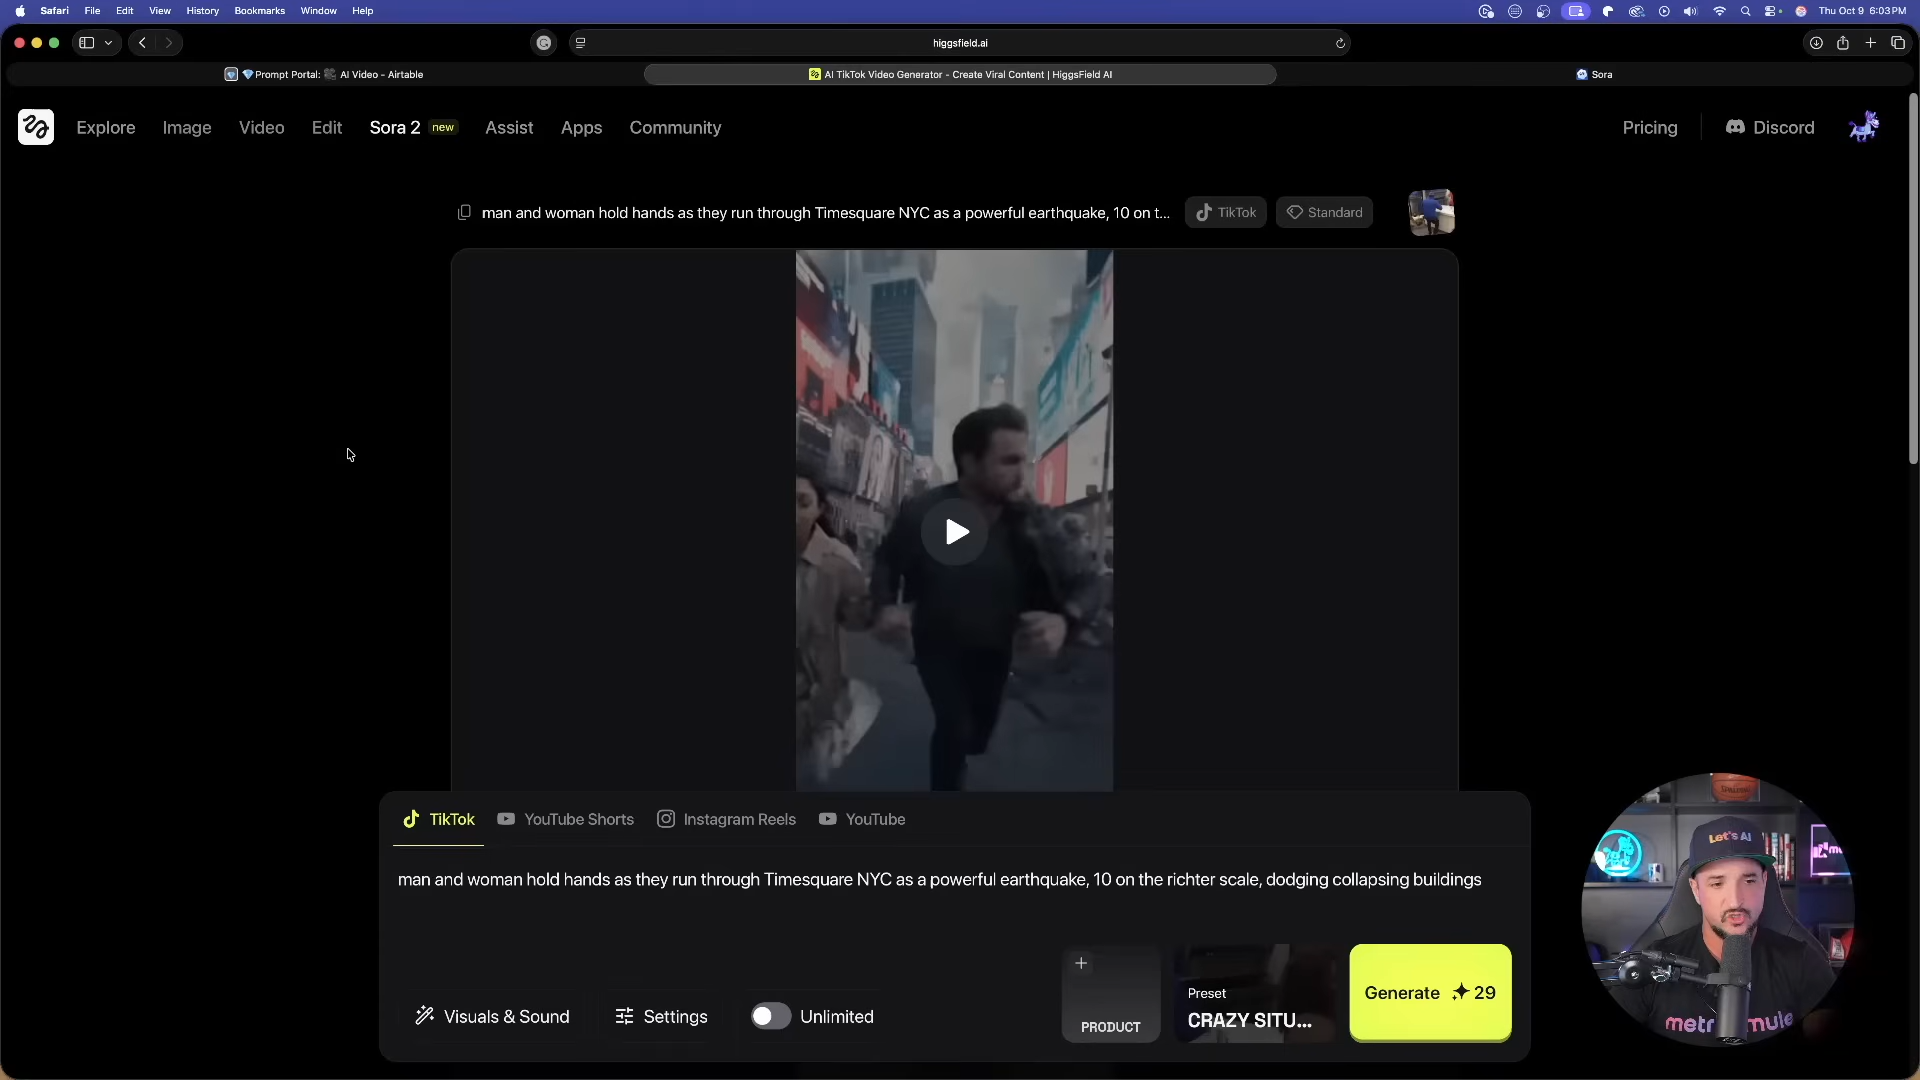 Safari File Edit View History Bookmarks Window Help Thu Oct 9 6:03PM
higgsfield.ai
Prompt Portal: AI Video - Airtable
AI TikTok Video Generator - Create Viral Content | HiggsField AI
Sora
Explore Image Video Edit Sora 2 new Assist Apps Community Pricing Discord
man and woman hold hands as they run through Timesquare NYC as a powerful earthquake, 10 on t... TikTok Standard
TikTok YouTube Shorts Instagram Reels YouTube
man and woman hold hands as they run through Timesquare NYC as a powerful earthquake, 10 on the richter scale, dodging collapsing buildings
Visuals & Sound Settings Unlimited
PRODUCT
Preset
CRAZY SITU...
Generate 29
Let's AI